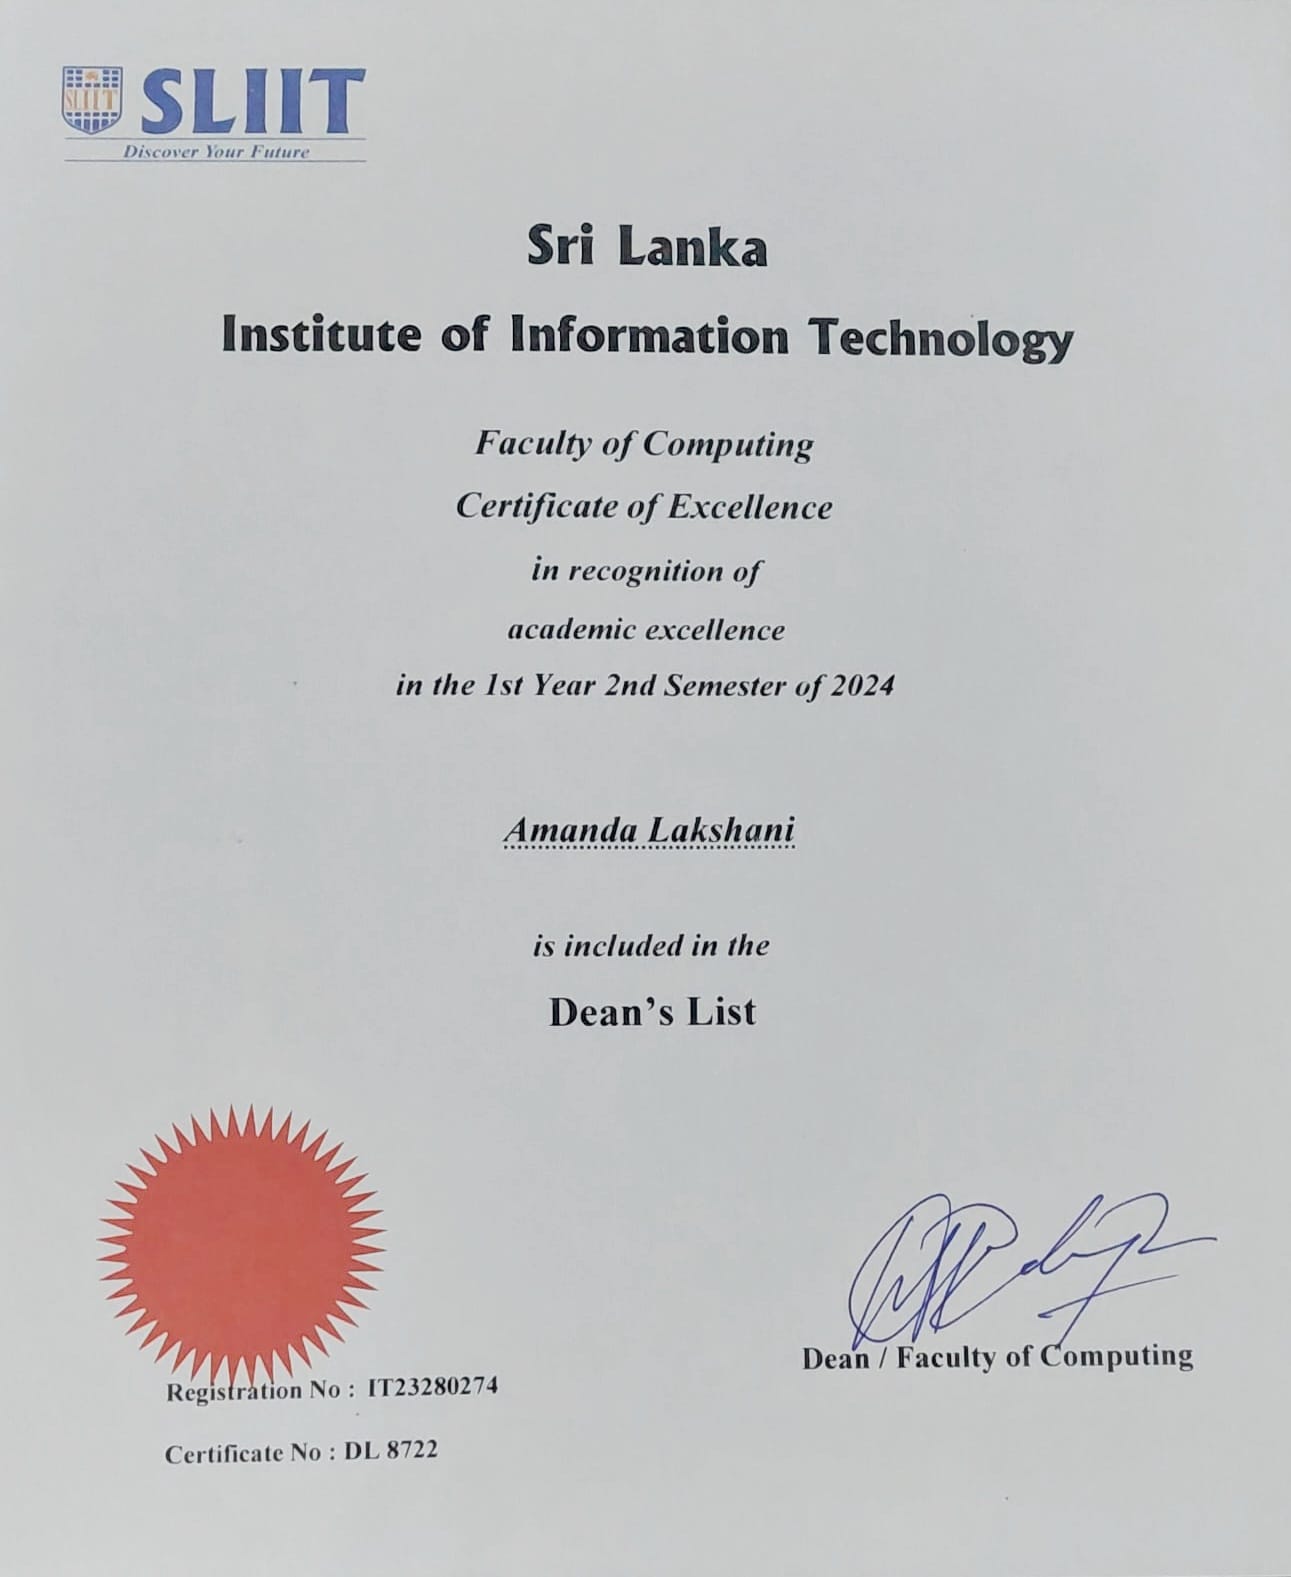 SLIIT
SLIIT
Discover Your Future
Sri Lanka
Institute of Information Technology
Faculty of Computing
Certificate of Excellence
in recognition of
academic excellence
in the 1st Year 2nd Semester of 2024
Amanda Lakshani
is included in the
Dean's List
Dean / Faculty of Computing
Registration No : IT23280274
Certificate No : DL 8722